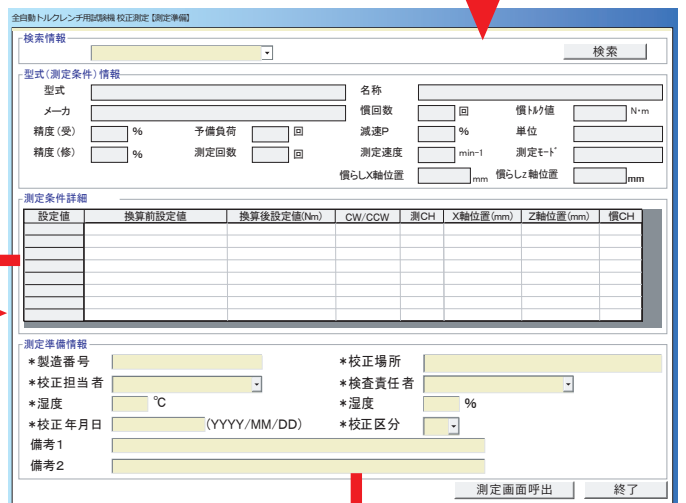 全自動トルクレンチ用試験機 校正測定 【測定準備】
検索情報
検索
型式(測定条件)情報
型式 名称
メーカ 慣回数 回 慣トルク値 N・m
精度(受) % 予備負荷 回 減速P % 単位
精度(修) % 測定回数 回 測定速度 min-1 測定モード
慣らしX軸位置 mm 慣らしz軸位置 mm
測定条件詳細
設定値 換算前設定値 換算後設定値(Nm) CW/CCW 測CH X軸位置(mm) Z軸位置(mm) 慣CH
測定準備情報
*製造番号 *校正場所
*校正担当者 *検査責任者
*湿度 ℃ *湿度 %
*校正年月日 (YYYY/MM/DD) *校正区分
備考1
備考2
測定画面呼出 終了